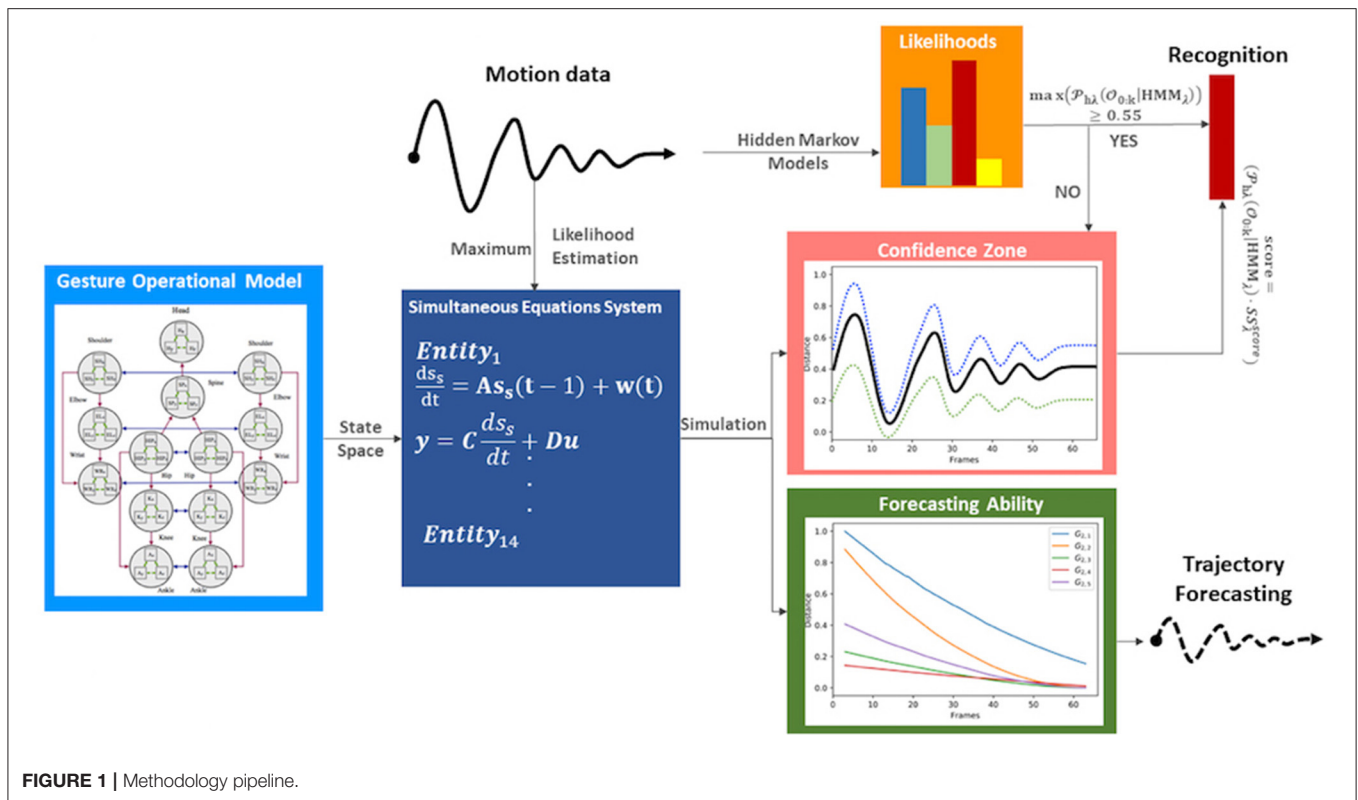 Motion data
Hidden Markov
Models
Likelihoods
max(𝒫hλ(𝒪0:k|HMMλ))
≥ 0.55
YES
NO
Recognition
score =
(𝒫hλ(𝒪0:k|HMMλ) · SSλ^score)
Maximum
Likelihood
Estimation
Gesture Operational Model
Head
Shoulder
Shoulder
Spine
Elbow
Elbow
Wrist
Wrist
Hip
Hip
Knee
Knee
Ankle
Ankle
State
Space
Simultaneous Equations System
Entity1
dss/dt = Ass(t − 1) + w(t)
y = C dss/dt + Du
.
.
.
Entity14
Simulation
Confidence Zone
Distance
1.0
0.8
0.6
0.4
0.2
0.0
0 10 20 30 40 50 60
Frames
Forecasting Ability
Distance
1.0
0.8
0.6
0.4
0.2
0.0
G2,1
G2,2
G2,3
G2,4
G2,5
0 10 20 30 40 50 60
Frames
Trajectory
Forecasting
FIGURE 1 | Methodology pipeline.